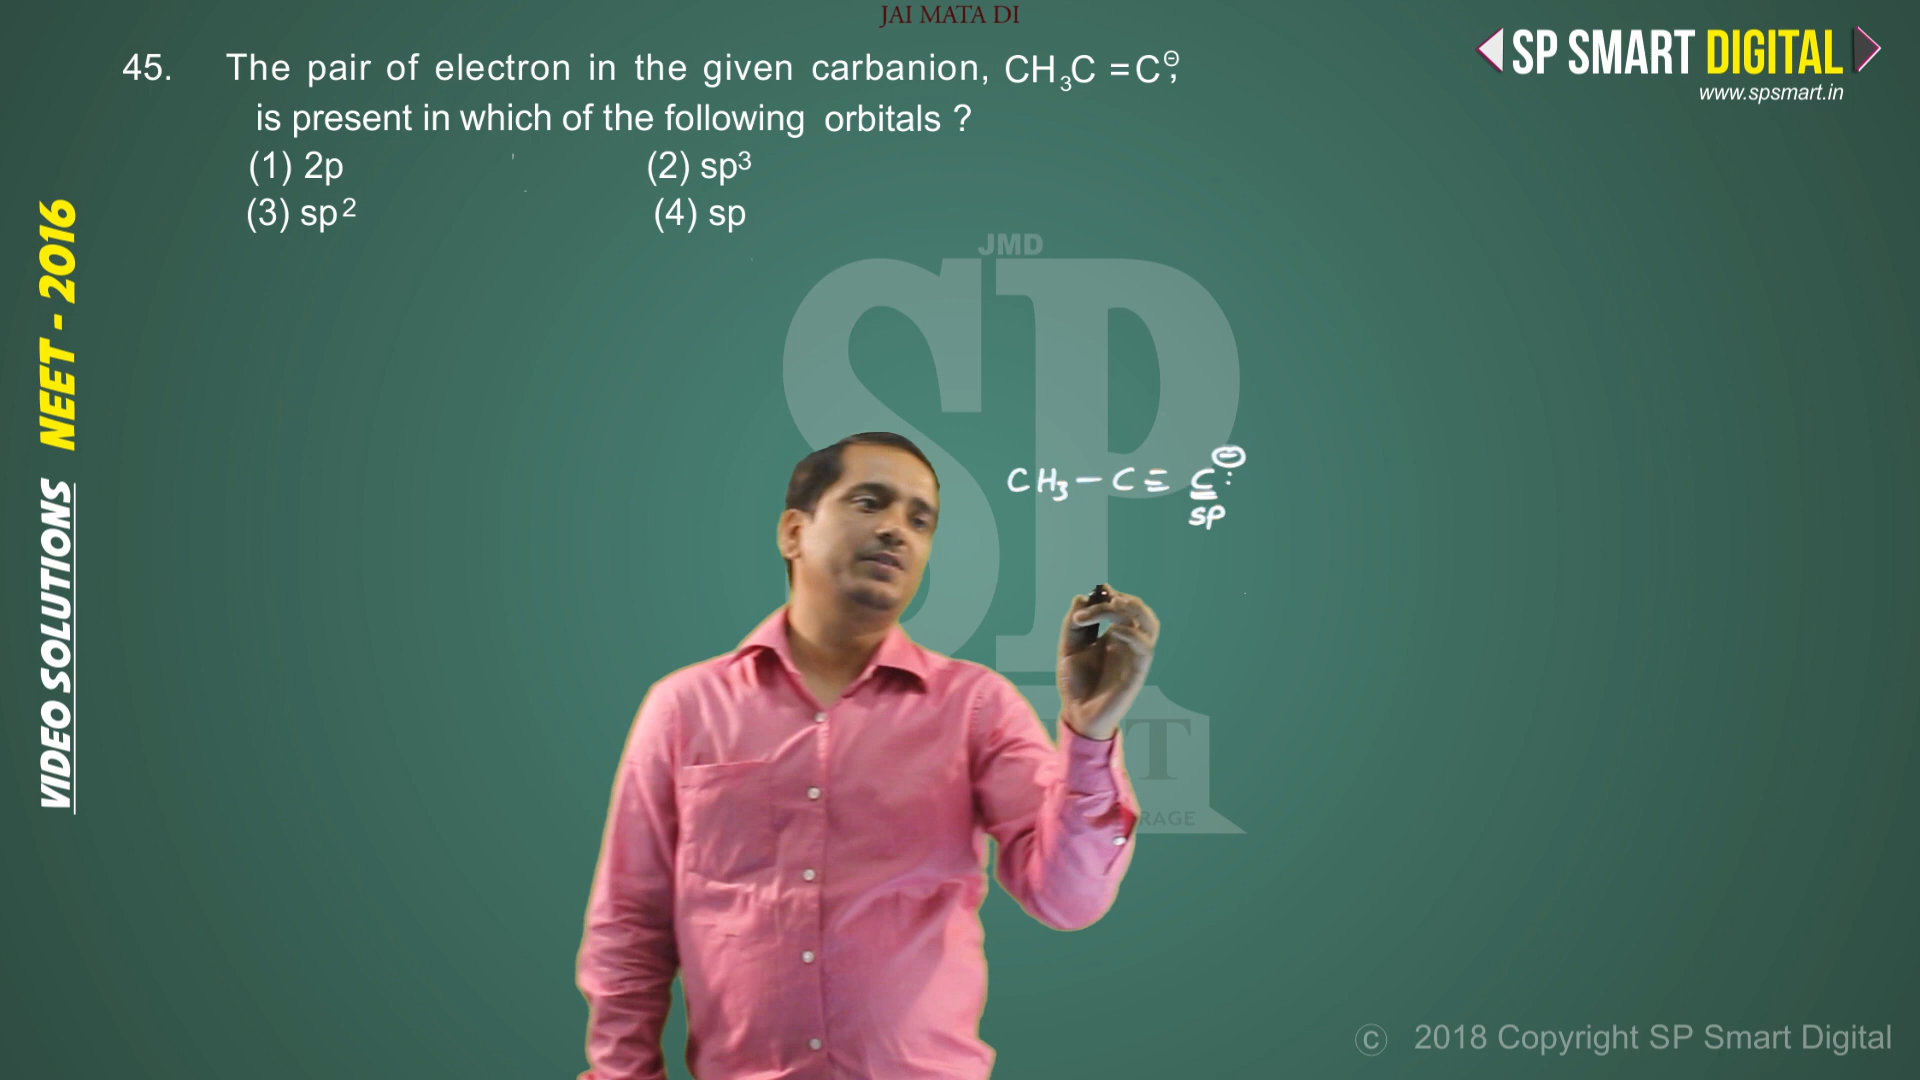 JAI MATA DI
SP SMART DIGITAL
www.spsmart.in
45. The pair of electron in the given carbanion, CH₃C =C⊖,
is present in which of the following orbitals ?
(1) 2p (2) sp³
(3) sp² (4) sp
VIDEO SOLUTIONS NEET - 2016
JMD
SP
CH₃ – C ≡ C⊖:
sp
T
RAGE
© 2018 Copyright SP Smart Digital